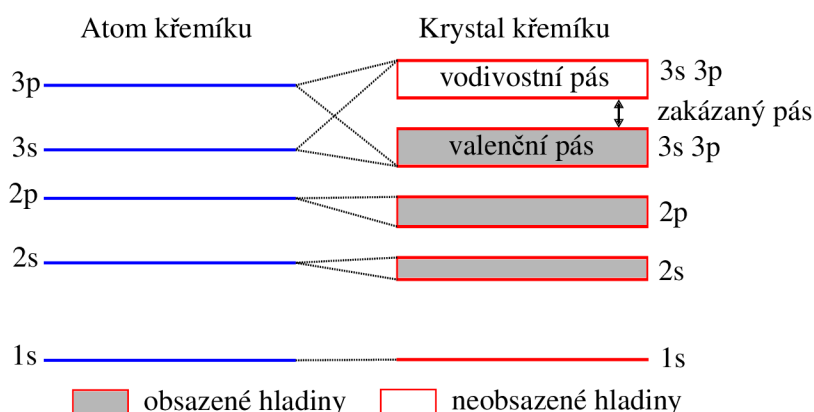 Atom křemíku
Krystal křemíku
3p
vodivostní pás
3s 3p
zakázaný pás
3s
valenční pás
3s 3p
2p
2p
2s
2s
1s
1s
obsazené hladiny
neobsazené hladiny